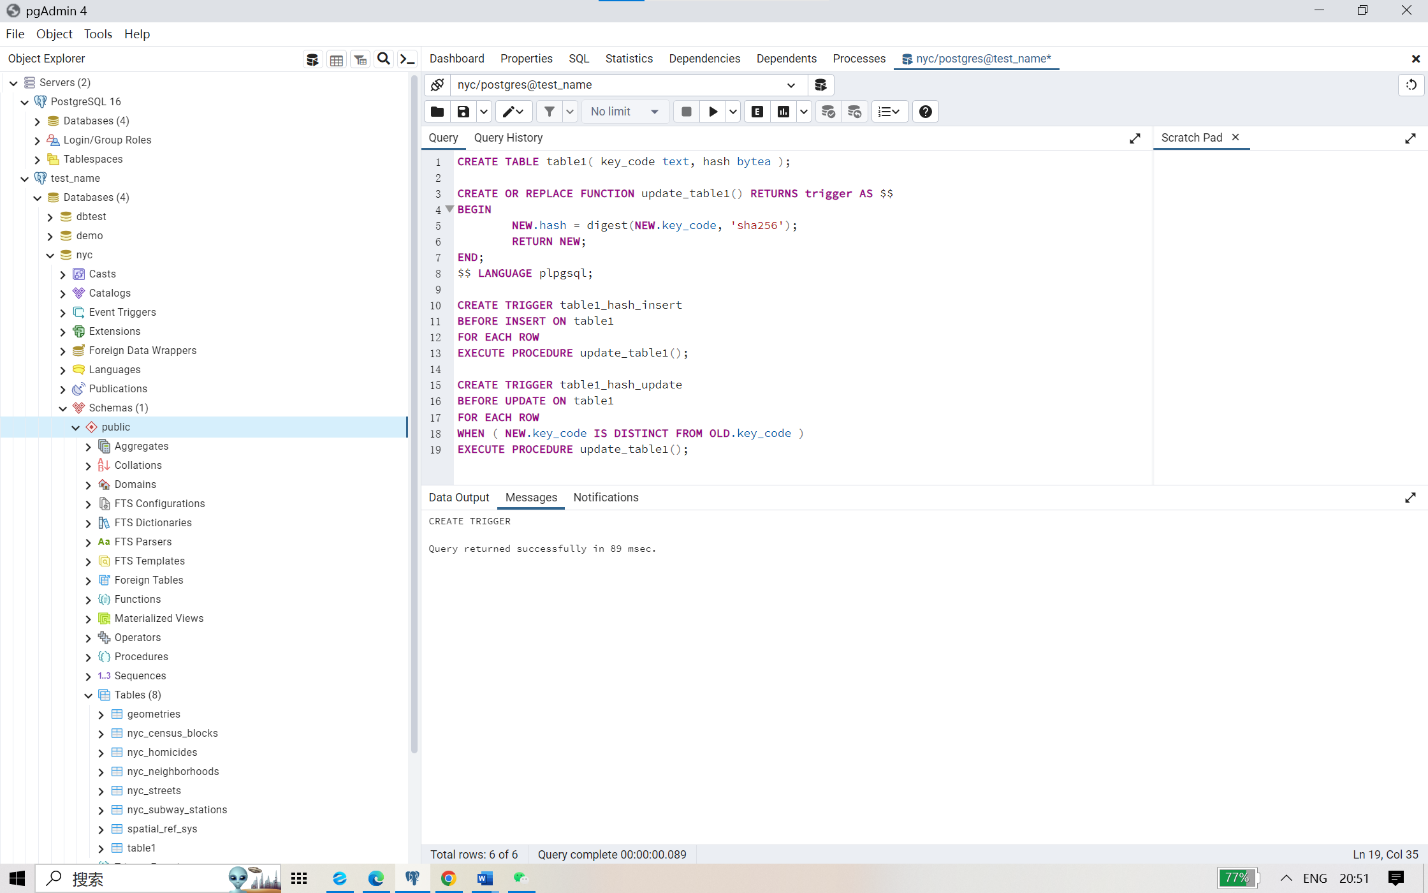 pgAdmin 4
File Object Tools Help
Object Explorer
Dashboard Properties SQL Statistics Dependencies Dependents Processes nyc/postgres@test_name*
Servers (2)
PostgreSQL 16
Databases (4)
Login/Group Roles
Tablespaces
test_name
Databases (4)
dbtest
demo
nyc
Casts
Catalogs
Event Triggers
Extensions
Foreign Data Wrappers
Languages
Publications
Schemas (1)
public
Aggregates
Collations
Domains
FTS Configurations
FTS Dictionaries
Aa FTS Parsers
FTS Templates
Foreign Tables
Functions
Materialized Views
Operators
Procedures
1..3 Sequences
Tables (8)
geometries
nyc_census_blocks
nyc_homicides
nyc_neighborhoods
nyc_streets
nyc_subway_stations
spatial_ref_sys
table1
nyc/postgres@test_name
No limit
E
Query Query History
Scratch Pad
1 CREATE TABLE table1( key_code text, hash bytea );
2
3 CREATE OR REPLACE FUNCTION update_table1() RETURNS trigger AS $$
4 BEGIN
5 NEW.hash = digest(NEW.key_code, 'sha256');
6 RETURN NEW;
7 END;
8 $$ LANGUAGE plpgsql;
9
10 CREATE TRIGGER table1_hash_insert
11 BEFORE INSERT ON table1
12 FOR EACH ROW
13 EXECUTE PROCEDURE update_table1();
14
15 CREATE TRIGGER table1_hash_update
16 BEFORE UPDATE ON table1
17 FOR EACH ROW
18 WHEN ( NEW.key_code IS DISTINCT FROM OLD.key_code )
19 EXECUTE PROCEDURE update_table1();
Data Output Messages Notifications
CREATE TRIGGER
Query returned successfully in 89 msec.
Total rows: 6 of 6 Query complete 00:00:00.089
Ln 19, Col 35
搜索
77%
ENG 20:51